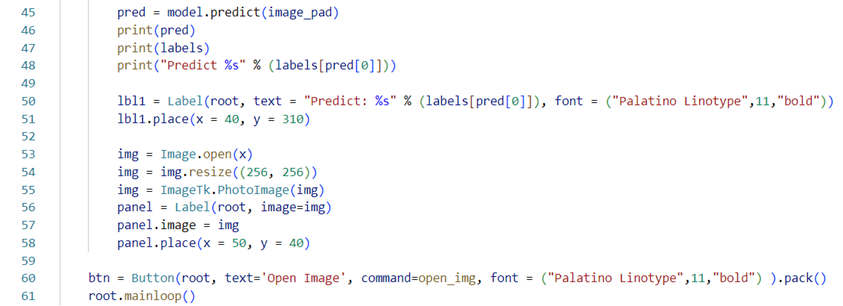 45 pred = model.predict(image_pad)
46 print(pred)
47 print(labels)
48 print("Predict %s" % (labels[pred[0]]))
49
50 lbl1 = Label(root, text = "Predict: %s" % (labels[pred[0]]), font = ("Palatino Linotype",11,"bold"))
51 lbl1.place(x = 40, y = 310)
52
53 img = Image.open(x)
54 img = img.resize((256, 256))
55 img = ImageTk.PhotoImage(img)
56 panel = Label(root, image=img)
57 panel.image = img
58 panel.place(x = 50, y = 40)
59
60 btn = Button(root, text='Open Image', command=open_img, font = ("Palatino Linotype",11,"bold") ).pack()
61 root.mainloop()